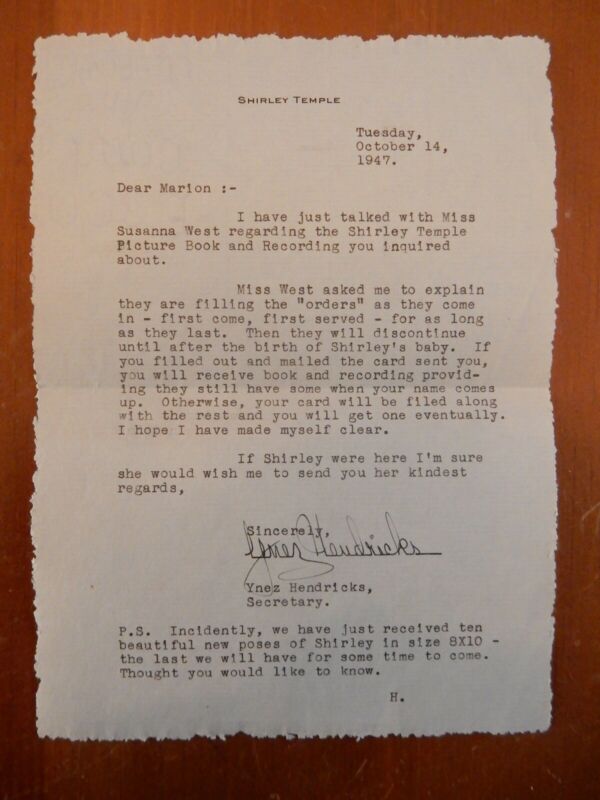 SHIRLEY TEMPLE
Tuesday,
October 14,
1947.
Dear Marion :-
I have just talked with Miss
Susanna West regarding the Shirley Temple
Picture Book and Recording you inquired
about.
Miss West asked me to explain
they are filling the "orders" as they come
in - first come, first served - for as long
as they last. Then they will discontinue
until after the birth of Shirley's baby. If
you filled out and mailed the card sent you,
you will receive book and recording provid-
ing they still have some when your name comes
up. Otherwise, your card will be filed along
with the rest and you will get one eventually.
I hope I have made myself clear.
If Shirley were here I'm sure
she would wish me to send you her kindest
regards,
Sincerely,
Ynez Hendricks
Ynez Hendricks,
Secretary.
P.S. Incidently, we have just received ten
beautiful new poses of Shirley in size 8X10 -
the last we will have for some time to come.
Thought you would like to know.
H.